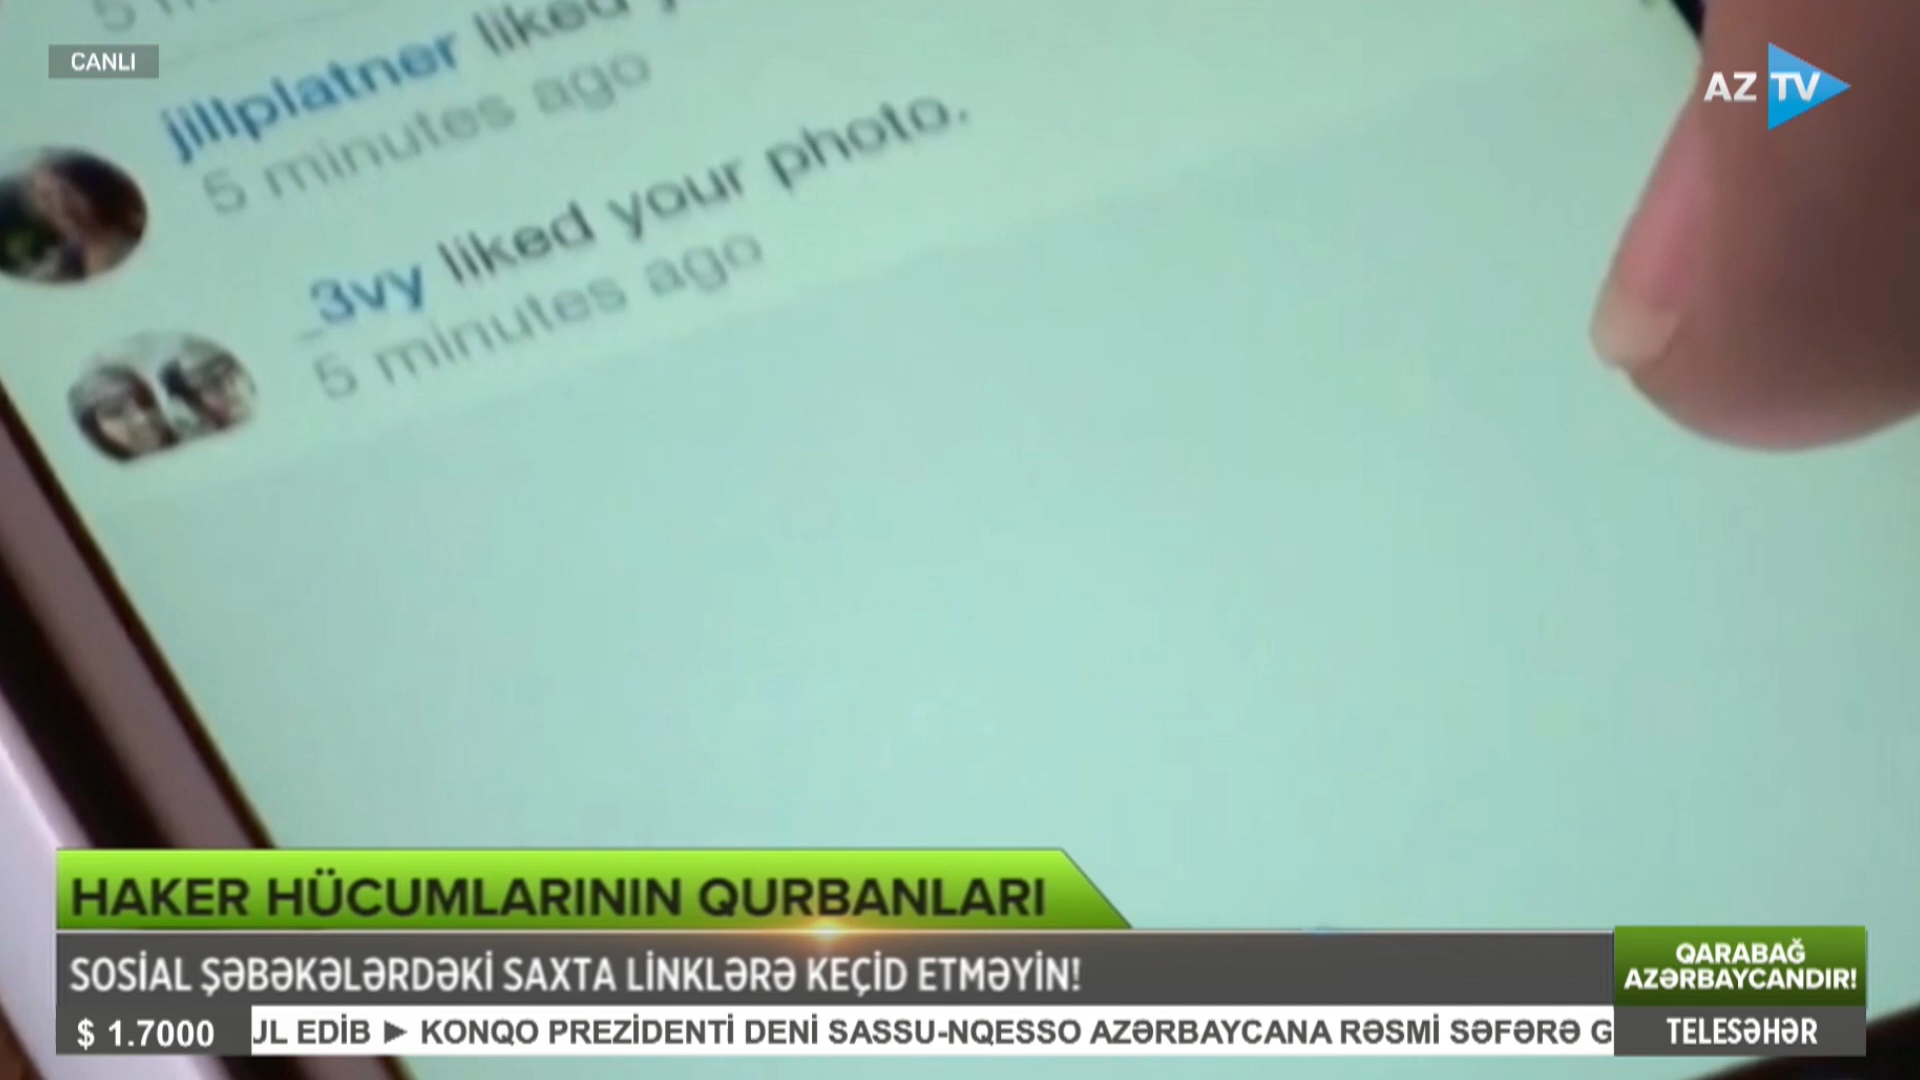 CANLI
AZ TV
jillplatner liked
5 minutes ago
_3vy liked your photo.
5 minutes ago
HAKER HÜCUMLARININ QURBANLARI
SOSİAL ŞƏBƏKƏLƏRDƏKİ SAXTA LİNKLƏRƏ KEÇİD ETMƏYİN!
QARABAĞ
AZƏRBAYCANDIR!
$ 1.7000
EDİB ► KONQO PREZİDENTİ DENİ SASSU-NQESSO AZƏRBAYCANA RƏSMİ SƏFƏRƏ
TELESƏHƏR